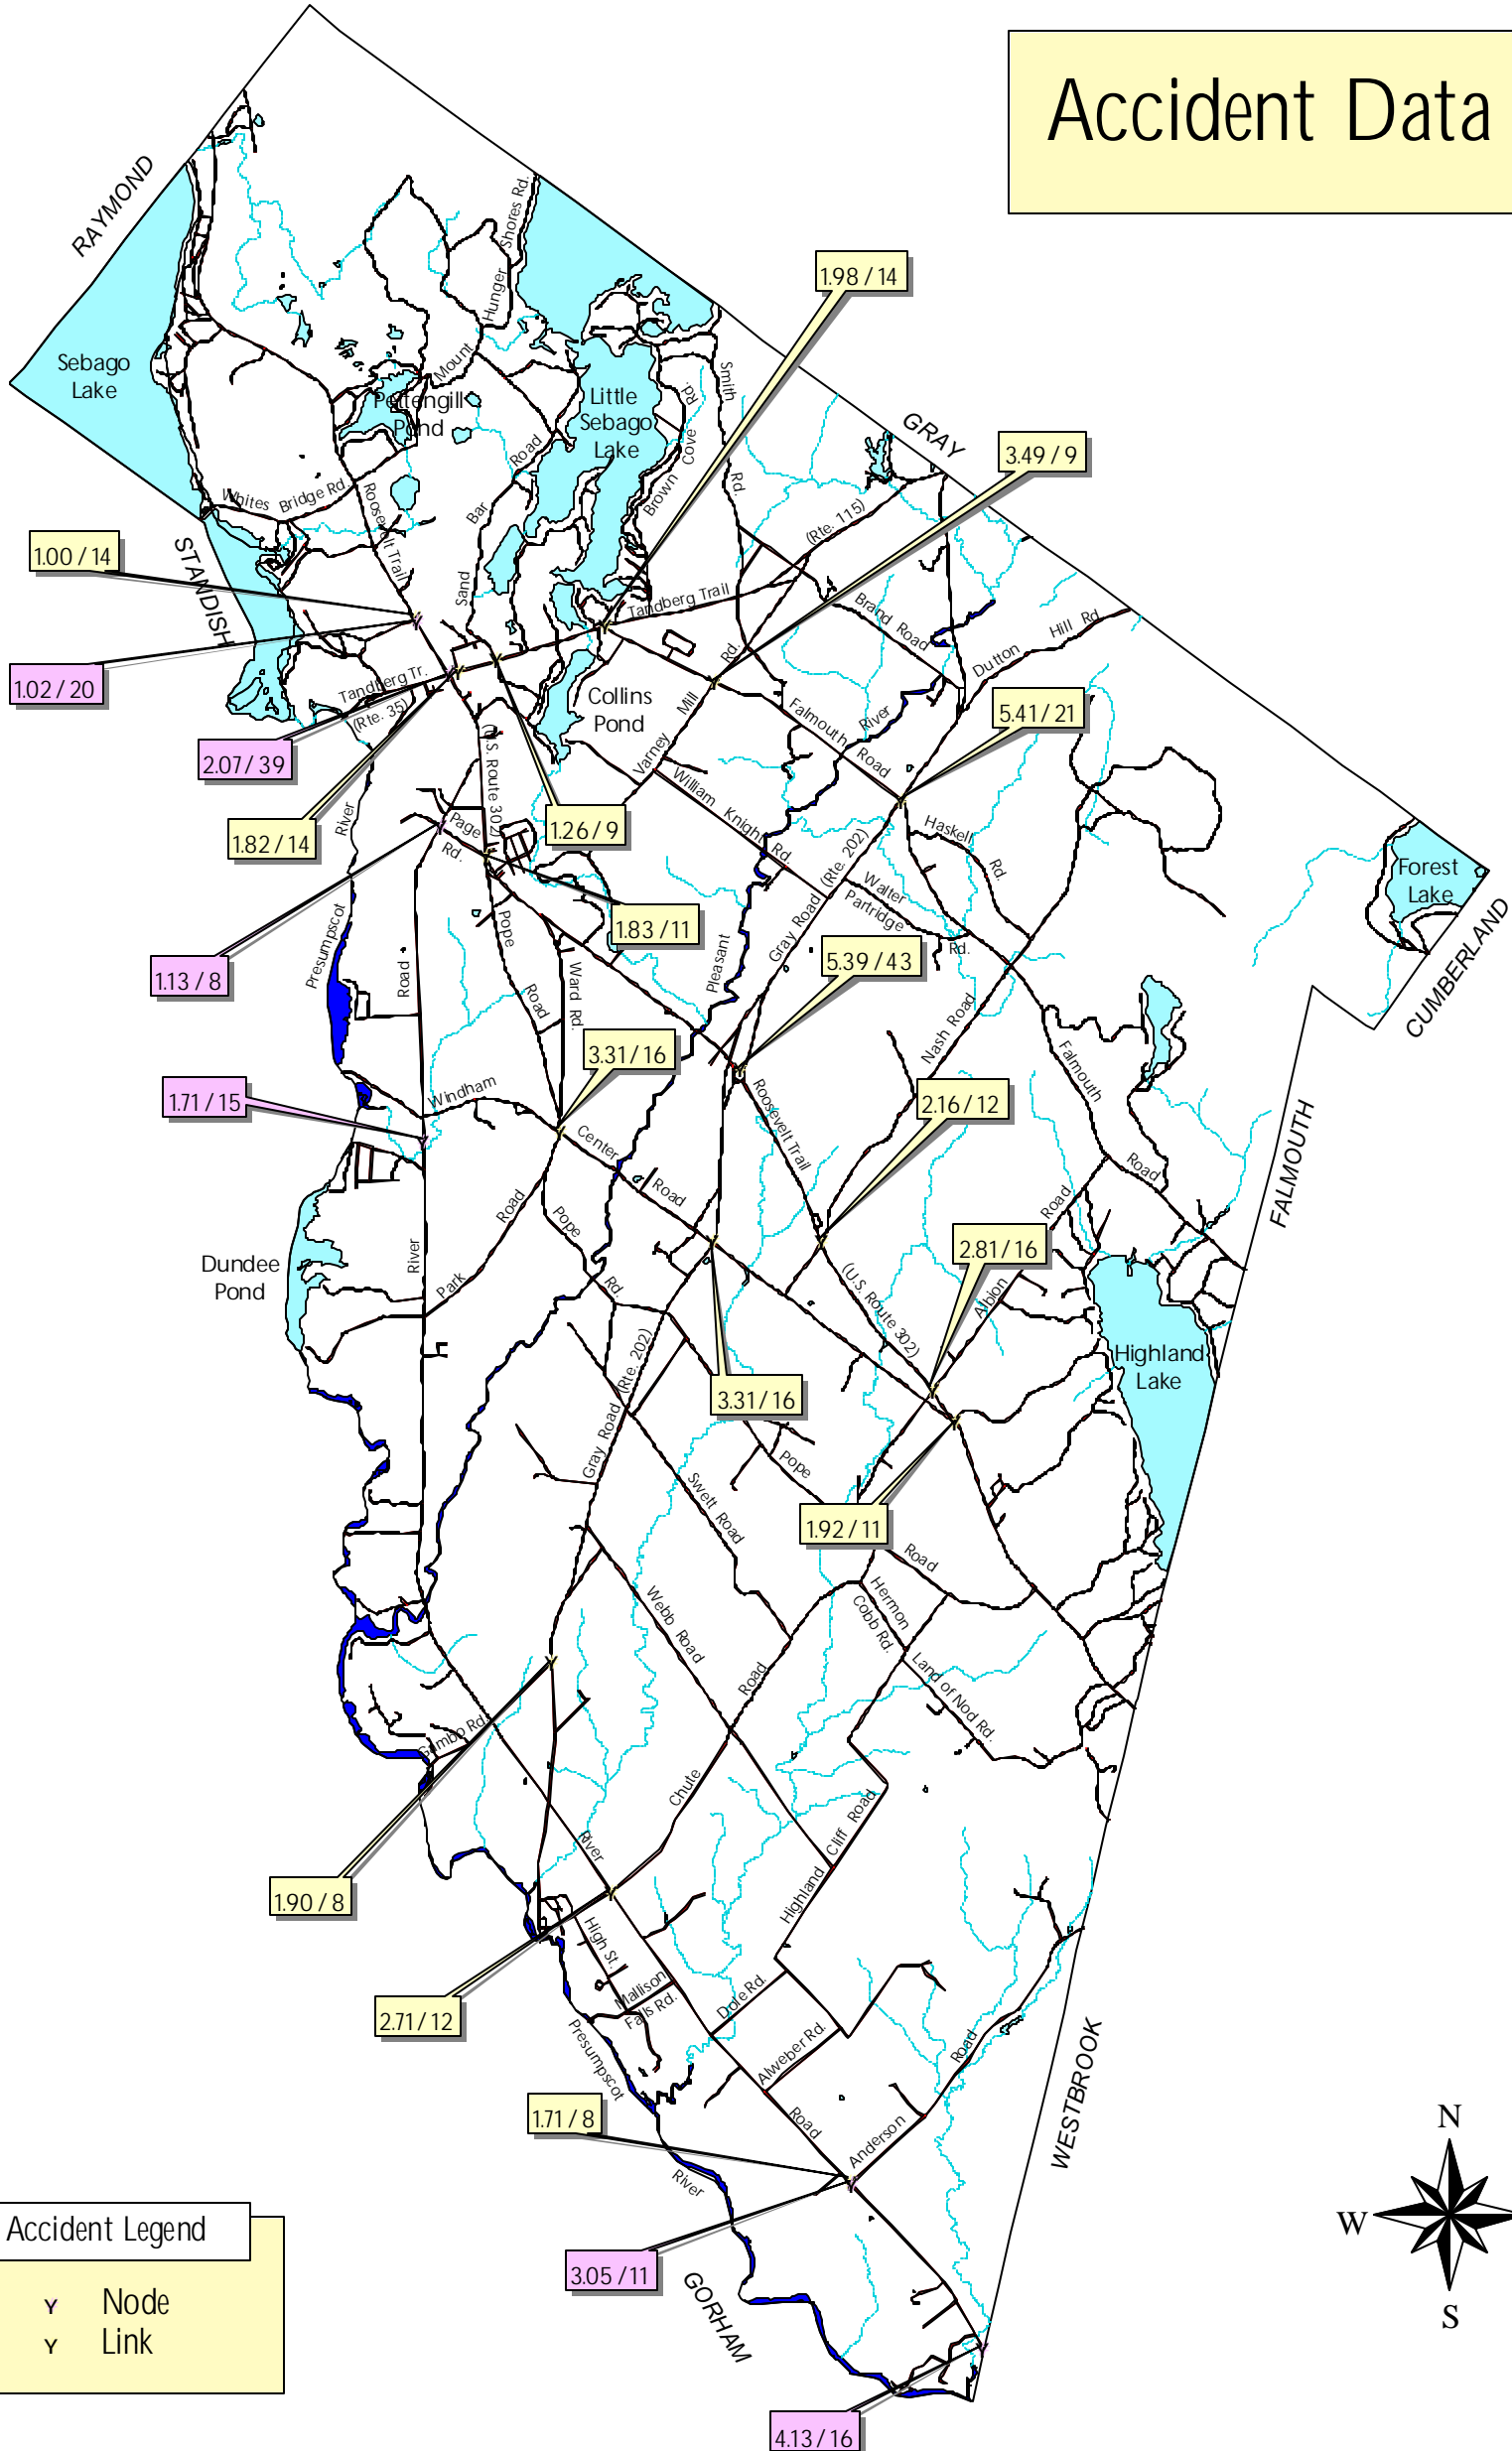 Accident Data
RAYMOND
Shores Rd.
Hunger
Mount
1.98 / 14
Sebago
Lake
Pettengill
Pond
Little
Sebago
Lake
Smith
Rd.
Brown
Cove
Rd.
GRAY
3.49 / 9
Whites Bridge Rd.
Roosevelt Trail
Road
Bar
Sand
(Rte. 115)
1.00 / 14
STANDISH
Tandberg Trail
Brand Road
Dutton Hill Rd.
1.02 / 20
Tandberg Tr.
(Rte. 35)
Collins
Pond
Rd.
Mill
Varney
Falmouth Road
River
5.41 / 21
2.07 / 39
(U.S. Route 302)
William Knight Rd.
1.82 / 14
1.26 / 9
River
Page
Rd.
Haskell
Rd.
(Rte. 202)
Gray Road
Walter
Partridge
Rd.
Forest
Lake
CUMBERLAND
1.83 / 11
Pope
Road
Ward Rd.
Pleasant
5.39 / 43
1.13 / 8
Presumpscot
Road
Nash Road
Falmouth
Road
3.31 / 16
Roosevelt Trail
1.71 / 15
Windham
Center
Road
2.16 / 12
FALMOUTH
Road
Park
Pope
Rd.
River
Dundee
Pond
(U.S. Route 302)
2.81 / 16
Road
Albion
Highland
Lake
(Rte. 202)
Gray Road
3.31 / 16
Pope
Road
Swett Road
1.92 / 11
Webb Road
Hermon
Cobb Rd.
Land of Nod Rd.
Road
Chute
Gambo Rd.
River
Cliff Road
Highland
1.90 / 8
High St.
Mallison
Falls Rd.
Dole Rd.
2.71 / 12
Presumpscot
River
Alweber Rd.
Road
Anderson
Road
WESTBROOK
1.71 / 8
3.05 / 11
GORHAM
4.13 / 16
Accident Legend
Y Node
Y Link
N
W
S